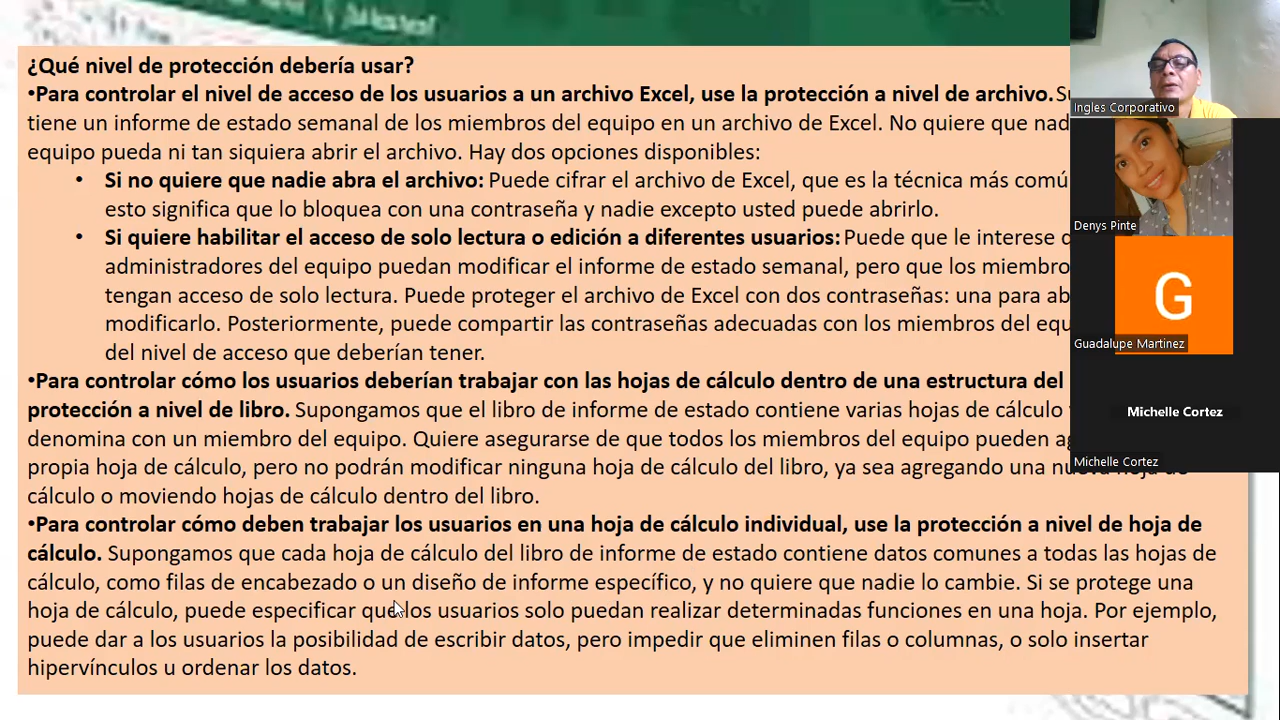 ¿Qué nivel de protección debería usar?
•Para controlar el nivel de acceso de los usuarios a un archivo Excel, use la protección a nivel de archivo.
tiene un informe de estado semanal de los miembros del equipo en un archivo de Excel. No quiere que
equipo pueda ni tan siquiera abrir el archivo. Hay dos opciones disponibles:
• Si no quiere que nadie abra el archivo: Puede cifrar el archivo de Excel, que es la técnica más
esto significa que lo bloquea con una contraseña y nadie excepto usted puede abrirlo.
• Si quiere habilitar el acceso de solo lectura o edición a diferentes usuarios: Puede que le interese
administradores del equipo puedan modificar el informe de estado semanal, pero que los
tengan acceso de solo lectura. Puede proteger el archivo de Excel con dos contraseñas: una para
modificarlo. Posteriormente, puede compartir las contraseñas adecuadas con los miembros del
del nivel de acceso que deberían tener.
•Para controlar cómo los usuarios deberían trabajar con las hojas de cálculo dentro de una estructura del
protección a nivel de libro. Supongamos que el libro de informe de estado contiene varias hojas de cálculo
denomina con un miembro del equipo. Quiere asegurarse de que todos los miembros del equipo pueden
propia hoja de cálculo, pero no podrán modificar ninguna hoja de cálculo del libro, ya sea agregando una
cálculo o moviendo hojas de cálculo dentro del libro.
•Para controlar cómo deben trabajar los usuarios en una hoja de cálculo individual, use la protección a nivel de hoja de
cálculo. Supongamos que cada hoja de cálculo del libro de informe de estado contiene datos comunes a todas las hojas de
cálculo, como filas de encabezado o un diseño de informe específico, y no quiere que nadie lo cambie. Si se protege una
hoja de cálculo, puede especificar que los usuarios solo puedan realizar determinadas funciones en una hoja. Por ejemplo,
puede dar a los usuarios la posibilidad de escribir datos, pero impedir que eliminen filas o columnas, o solo insertar
hipervínculos u ordenar los datos.
Ingles Corporativo
Denys Pinte
G
Guadalupe Martinez
Michelle Cortez
Michelle Cortez